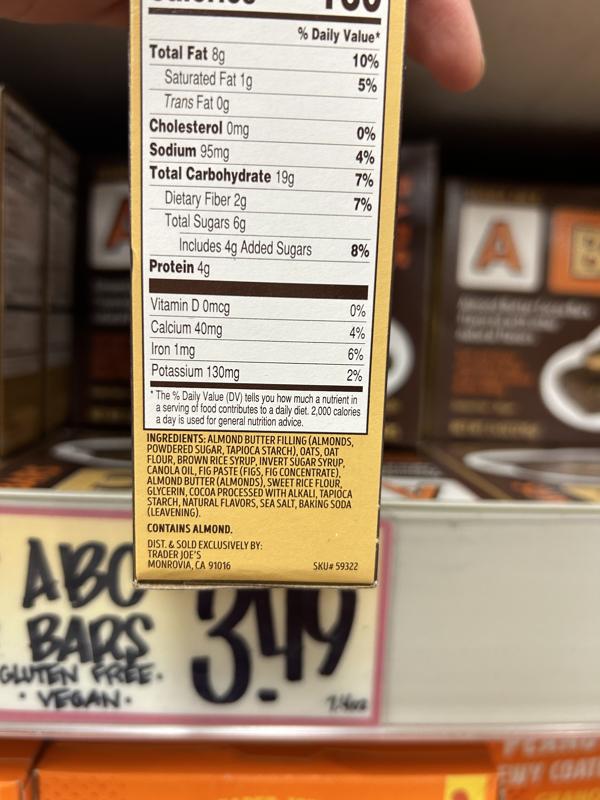 % Daily Value*
Total Fat 8g 10%
Saturated Fat 1g 5%
Trans Fat 0g
Cholesterol 0mg 0%
Sodium 95mg 4%
Total Carbohydrate 19g 7%
Dietary Fiber 2g 7%
Total Sugars 6g
Includes 4g Added Sugars 8%
Protein 4g
Vitamin D 0mcg 0%
Calcium 40mg 4%
Iron 1mg 6%
Potassium 130mg 2%
* The % Daily Value (DV) tells you how much a nutrient in
a serving of food contributes to a daily diet. 2,000 calories
a day is used for general nutrition advice.
INGREDIENTS: ALMOND BUTTER FILLING (ALMONDS,
POWDERED SUGAR, TAPIOCA STARCH), OATS, OAT
FLOUR, BROWN RICE SYRUP, INVERT SUGAR SYRUP,
CANOLA OIL, FIG PASTE (FIGS, FIG CONCENTRATE),
ALMOND BUTTER (ALMONDS), SWEET RICE FLOUR,
GLYCERIN, COCOA PROCESSED WITH ALKALI, TAPIOCA
STARCH, NATURAL FLAVORS, SEA SALT, BAKING SODA
(LEAVENING).
CONTAINS ALMOND.
DIST. & SOLD EXCLUSIVELY BY:
TRADER JOE'S
MONROVIA, CA 91016 SKU# 59322
A B
ABC
BARS
GLUTEN FREE·
·VEGAN·
3.49